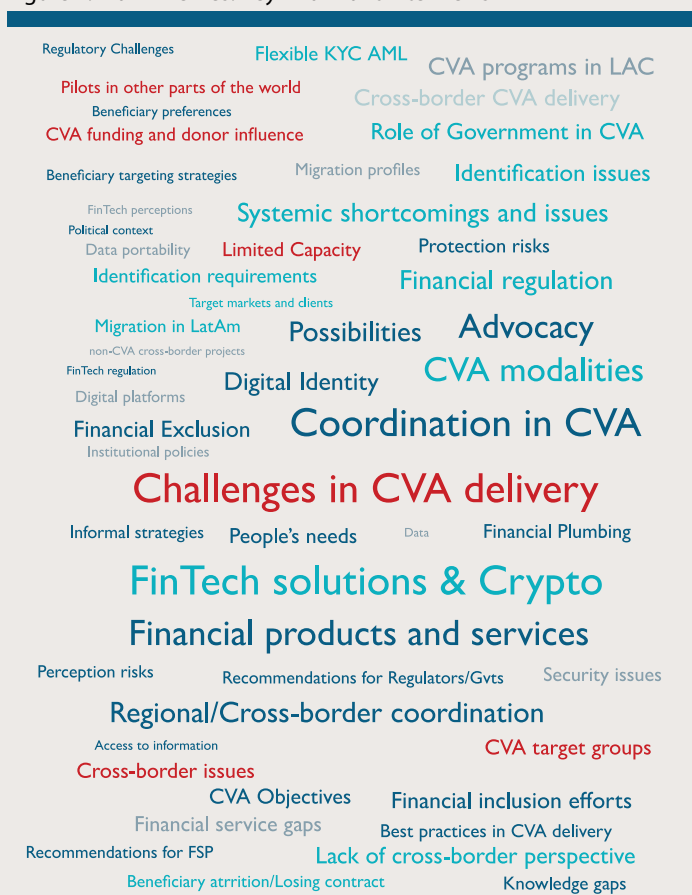 Regulatory Challenges
Flexible KYC AML
CVA programs in LAC
Pilots in other parts of the world
Cross-border CVA delivery
Beneficiary preferences
CVA funding and donor influence
Role of Government in CVA
Beneficiary targeting strategies
Migration profiles
Identification issues
FinTech perceptions
Systemic shortcomings and issues
Political context
Data portability
Limited Capacity
Protection risks
Identification requirements
Financial regulation
Target markets and clients
Migration in LatAm
Possibilities
Advocacy
non-CVA cross-border projects
FinTech regulation
Digital Identity
CVA modalities
Digital platforms
Financial Exclusion
Coordination in CVA
Institutional policies
Challenges in CVA delivery
Informal strategies
People's needs
Data
Financial Plumbing
FinTech solutions & Crypto
Financial products and services
Perception risks
Recommendations for Regulators/Gvts
Security issues
Regional/Cross-border coordination
Access to information
CVA target groups
Cross-border issues
CVA Objectives
Financial inclusion efforts
Financial service gaps
Best practices in CVA delivery
Recommendations for FSP
Lack of cross-border perspective
Beneficiary atrrition/Losing contract
Knowledge gaps